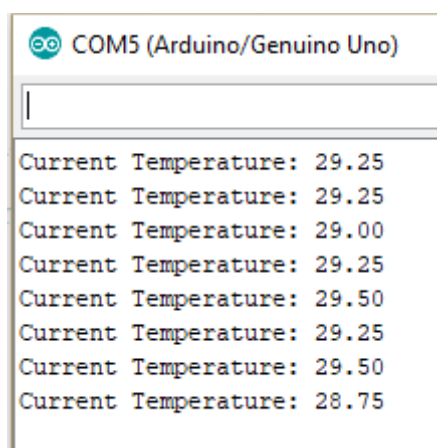 COM5 (Arduino/Genuino Uno)
Current Temperature: 29.25
Current Temperature: 29.25
Current Temperature: 29.00
Current Temperature: 29.25
Current Temperature: 29.50
Current Temperature: 29.25
Current Temperature: 29.50
Current Temperature: 28.75